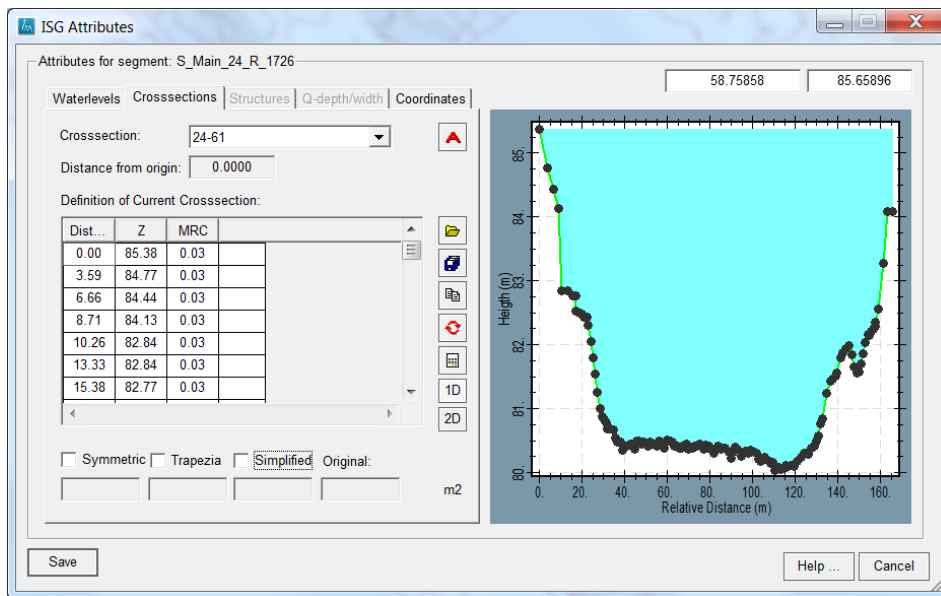 ISG Attributes
Attributes for segment: S_Main_24_R_1726
58.75858 85.65896
Waterlevels Crosssections Structures Q-depth/width Coordinates
Crosssection: 24-61
A
Distance from origin: 0.0000
Definition of Current Crosssection:
Dist... Z MRC
0.00 85.38 0.03
3.59 84.77 0.03
6.66 84.44 0.03
8.71 84.13 0.03
10.26 82.84 0.03
13.33 82.84 0.03
15.38 82.77 0.03
1D
2D
Symmetric Trapezia Simplified Original:
m2
85.
84.
83.
82.
81.
80.
Heigth (m)
0. 20. 40. 60. 80. 100. 120. 140. 160.
Relative Distance (m)
Save Help ... Cancel